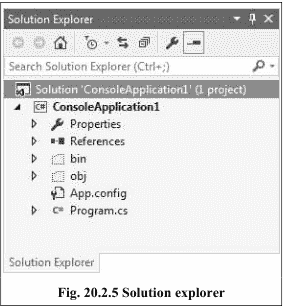 Solution Explorer
Search Solution Explorer (Ctrl+;)
Solution 'ConsoleApplication1' (1 project)
C# ConsoleApplication1
Properties
References
bin
obj
App.config
C# Program.cs
Solution Explorer
Fig. 20.2.5 Solution explorer